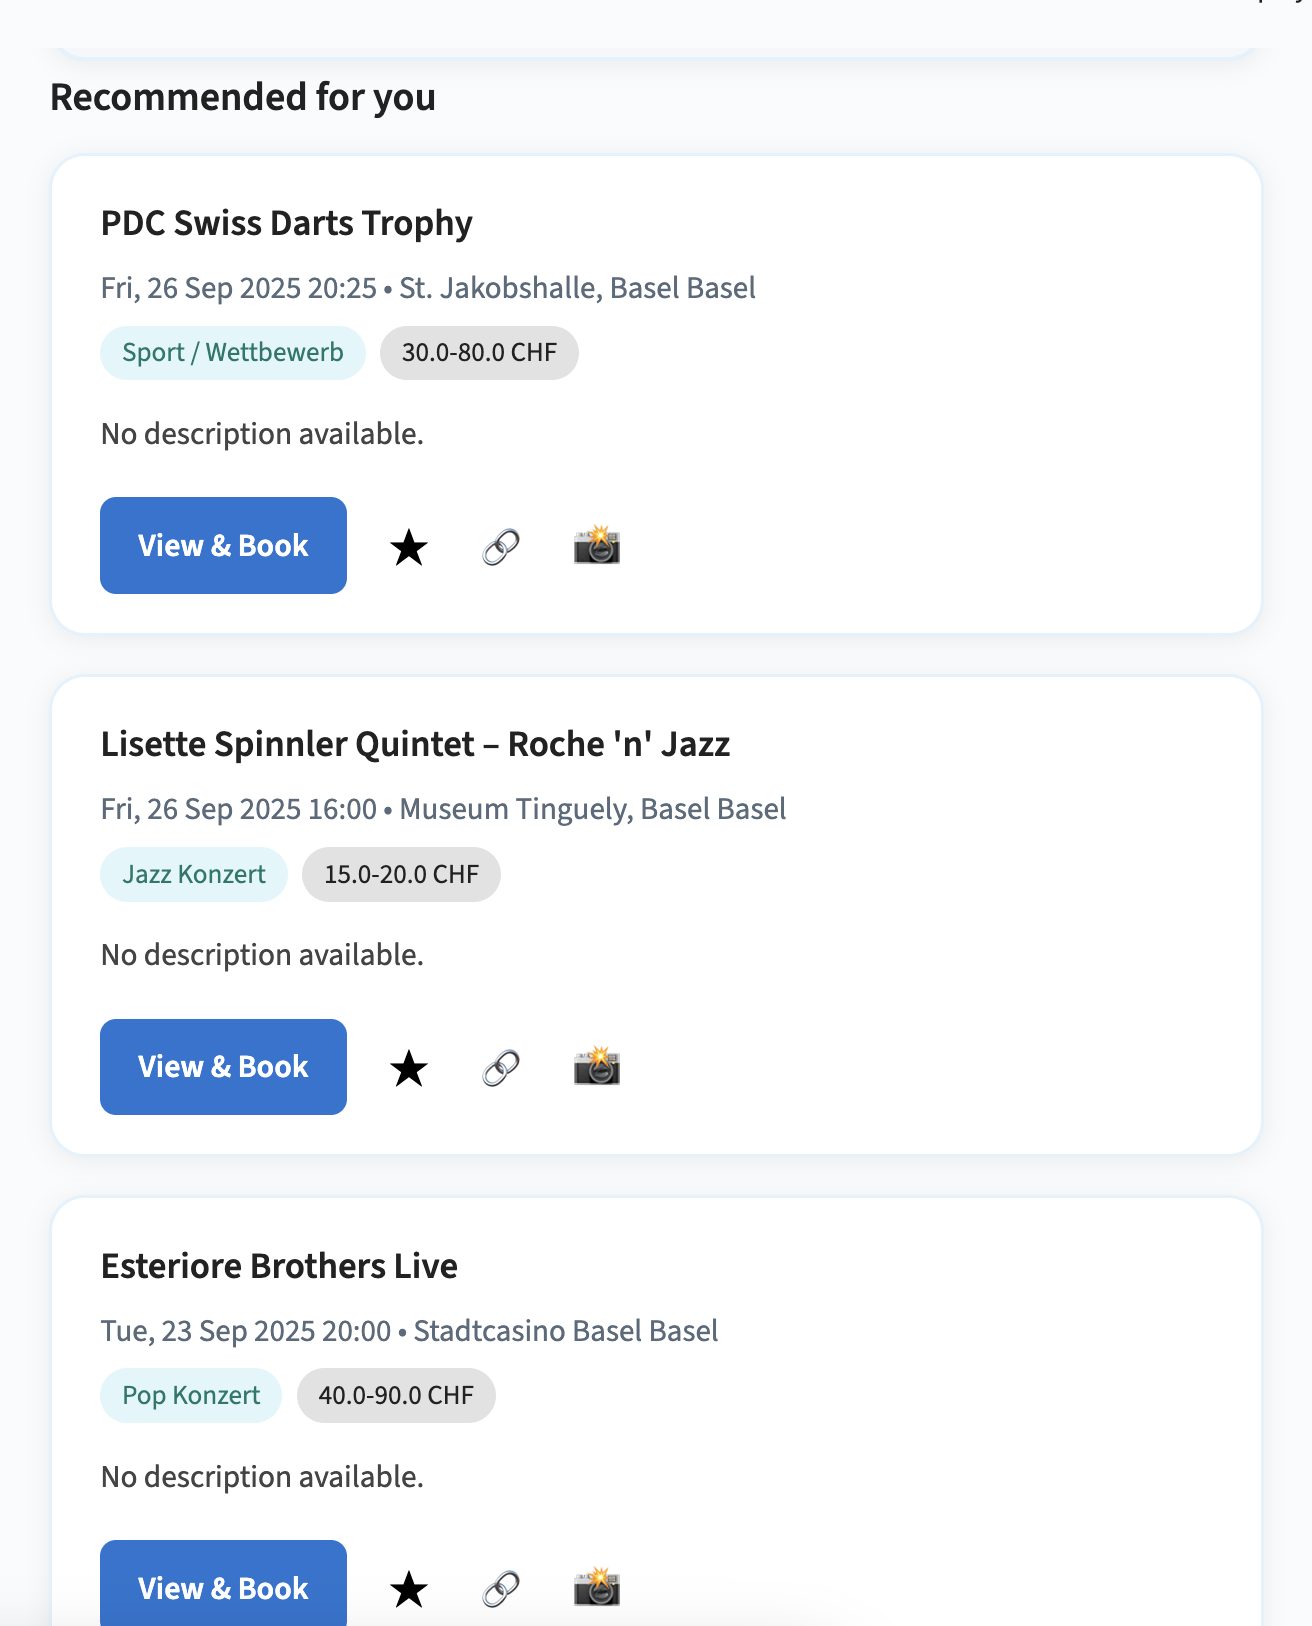 Recommended for you
PDC Swiss Darts Trophy
Fri, 26 Sep 2025 20:25 • St. Jakobshalle, Basel Basel
Sport / Wettbewerb 30.0-80.0 CHF
No description available.
View & Book
Lisette Spinnler Quintet – Roche 'n' Jazz
Fri, 26 Sep 2025 16:00 • Museum Tinguely, Basel Basel
Jazz Konzert 15.0-20.0 CHF
No description available.
View & Book
Esteriore Brothers Live
Tue, 23 Sep 2025 20:00 • Stadtcasino Basel Basel
Pop Konzert 40.0-90.0 CHF
No description available.
View & Book